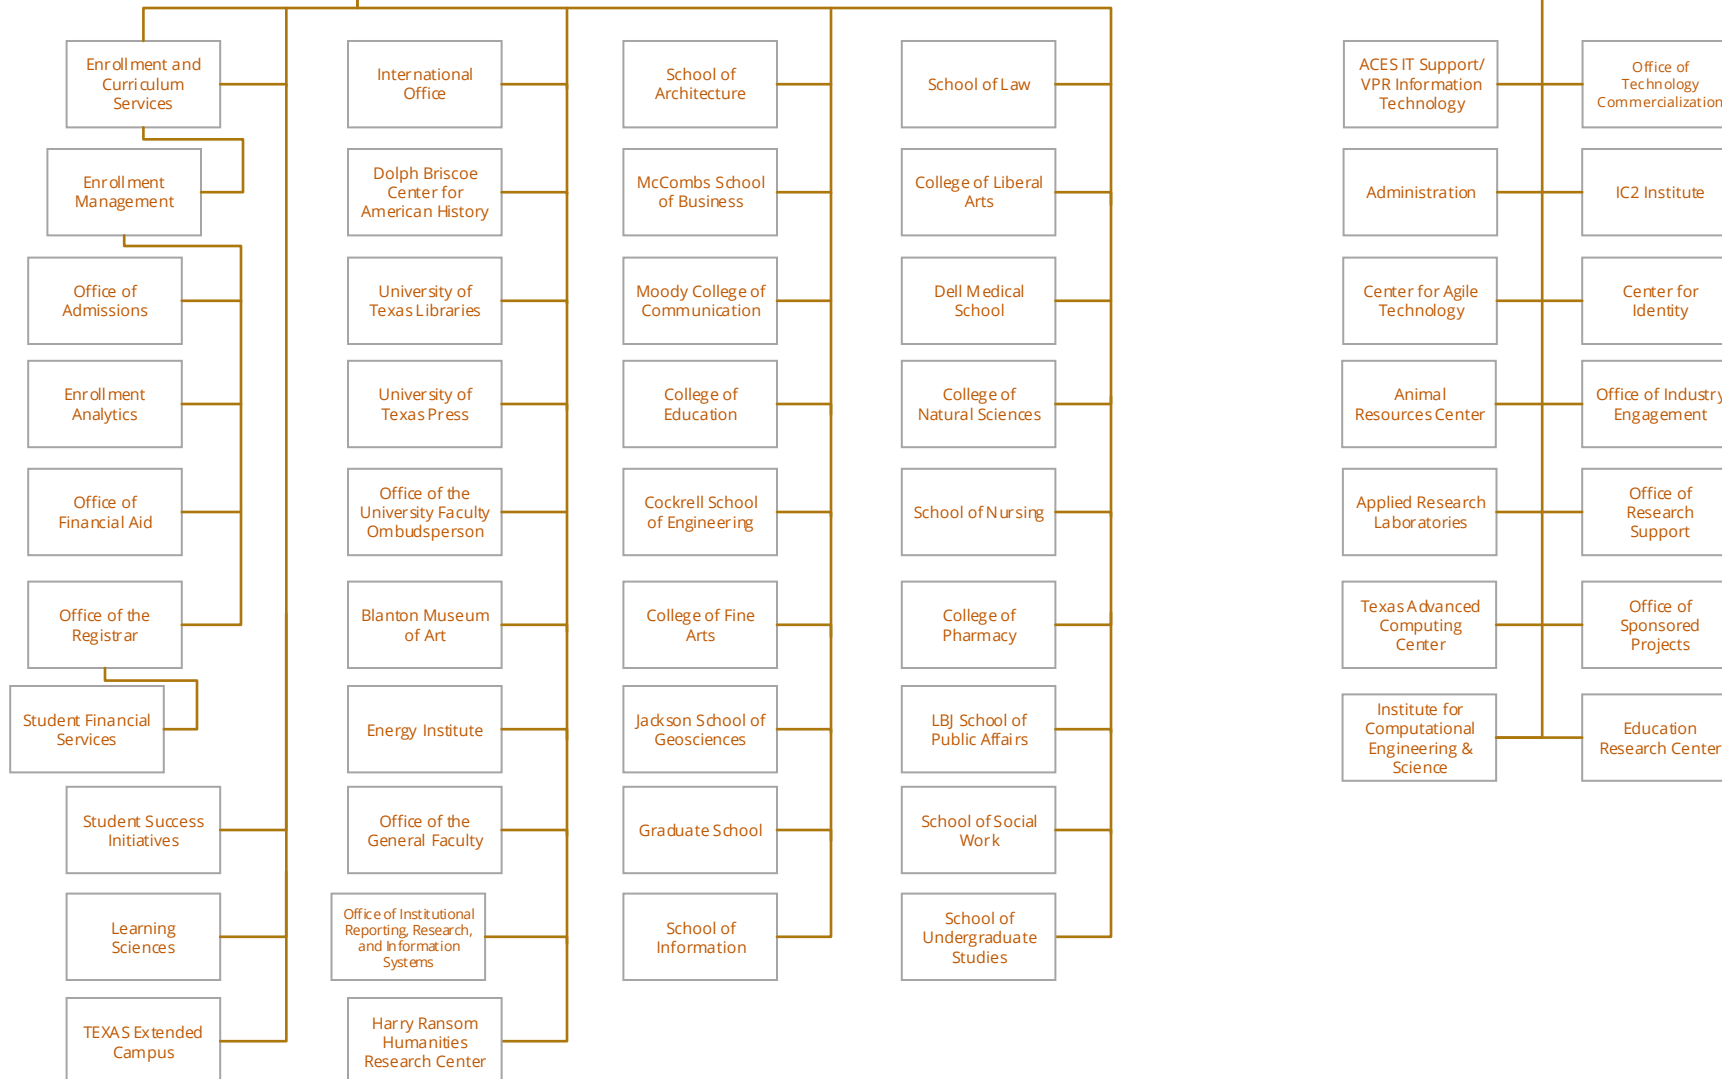 Enrollment and
Curriculum
Services
Enrollment
Management
Office of
Admissions
Enrollment
Analytics
Office of
Financial Aid
Office of the
Registrar
Student Financial
Services
Student Success
Initiatives
Learning
Sciences
TEXAS Extended
Campus
International
Office
Dolph Briscoe
Center for
American History
University of
Texas Libraries
University of
Texas Press
Office of the
University Faculty
Ombudsperson
Blanton Museum
of Art
Energy Institute
Office of the
General Faculty
Office of Institutional
Reporting, Research,
and Information
Systems
Harry Ransom
Humanities
Research Center
School of
Architecture
McCombs School
of Business
Moody College of
Communication
College of
Education
Cockrell School
of Engineering
College of Fine
Arts
Jackson School of
Geosciences
Graduate School
School of
Information
School of Law
College of Liberal
Arts
Dell Medical
School
College of
Natural Sciences
School of Nursing
College of
Pharmacy
LBJ School of
Public Affairs
School of Social
Work
School of
Undergraduate
Studies
ACES IT Support/
VPR Information
Technology
Administration
Center for Agile
Technology
Animal
Resources Center
Applied Research
Laboratories
Texas Advanced
Computing
Center
Institute for
Computational
Engineering &
Science
Office of
Technology
Commercialization
IC2 Institute
Center for
Identity
Office of Industry
Engagement
Office of
Research
Support
Office of
Sponsored
Projects
Education
Research Center